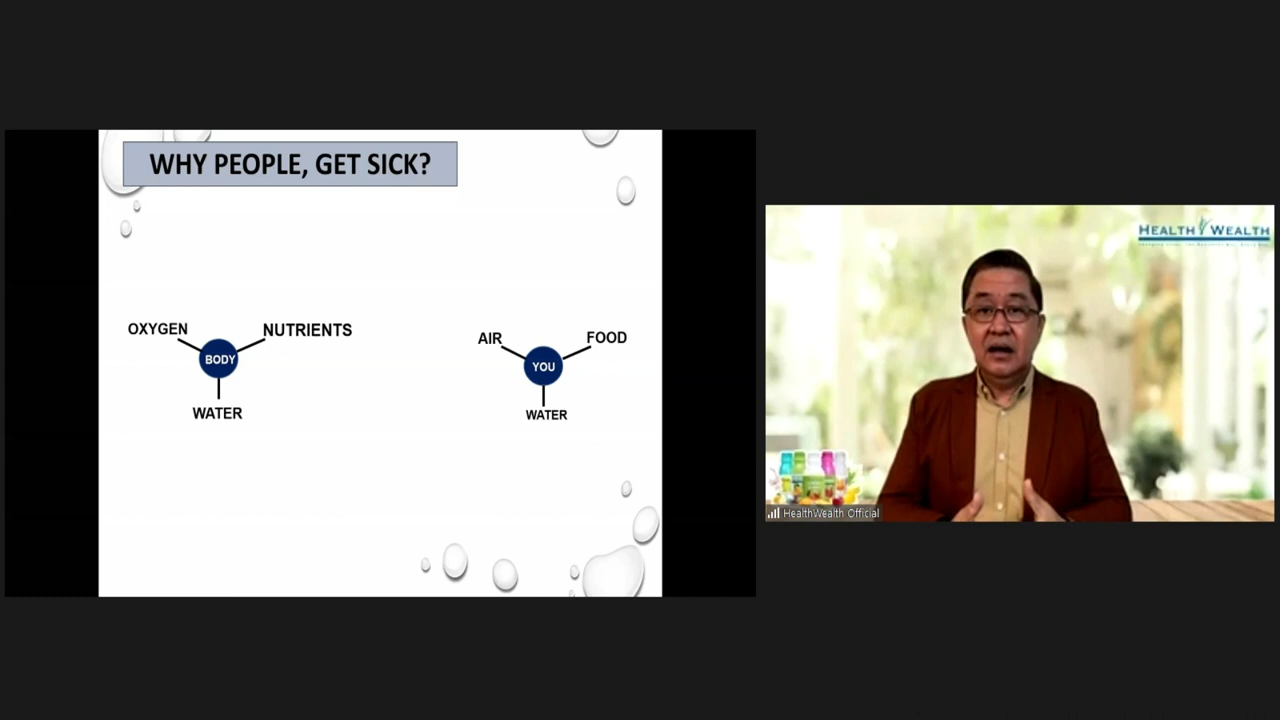 WHY PEOPLE, GET SICK?
OXYGEN
NUTRIENTS
BODY
WATER
AIR
FOOD
YOU
WATER
HEALTH WEALTH
HealthWealth Official